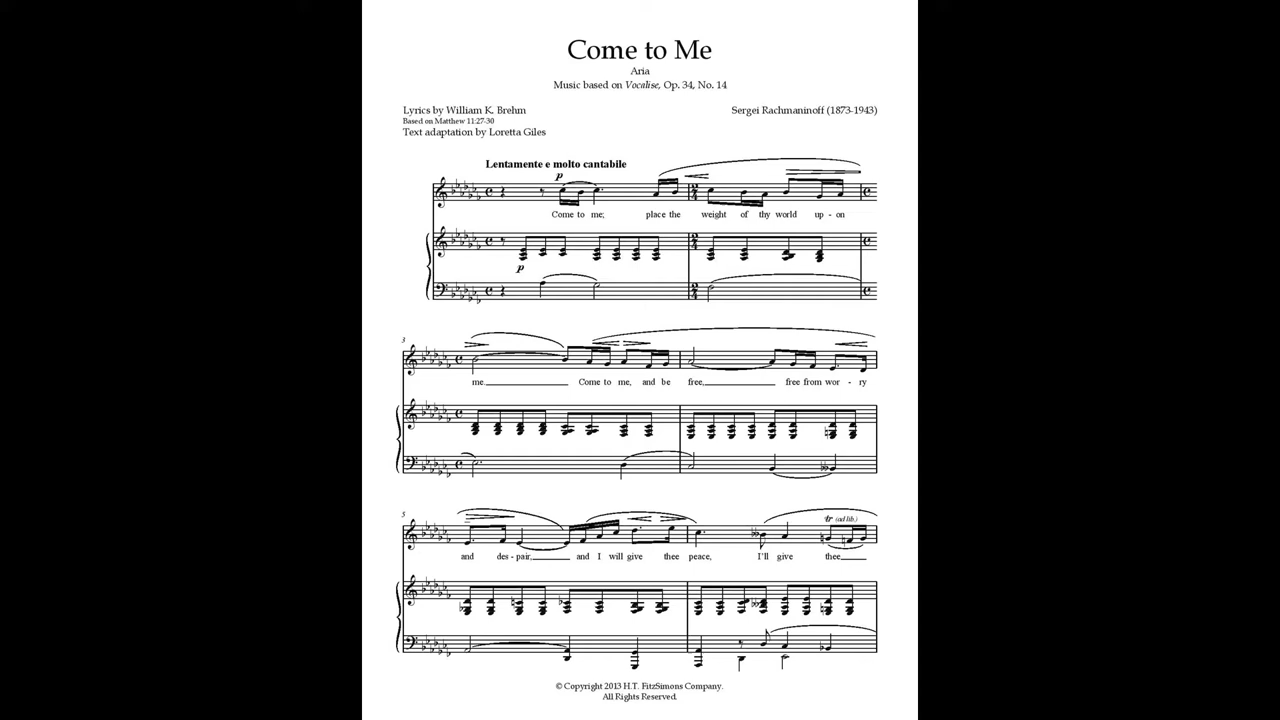 Come to Me
Aria
Music based on Vocalise, Op. 34, No. 14
Lyrics by William K. Brehm
Sergei Rachmaninoff (1873-1943)
Based on Matthew 11:27-30
Text adaptation by Loretta Giles
Lentamente e molto cantabile
p
Come to me; place the weight of thy world up - on
p
3
me. Come to me, and be free, free from wor - ry
5
tr (ad lib.)
and des - pair, and I will give thee peace, I'll give thee
© Copyright 2013 H.T. FitzSimons Company.
All Rights Reserved.